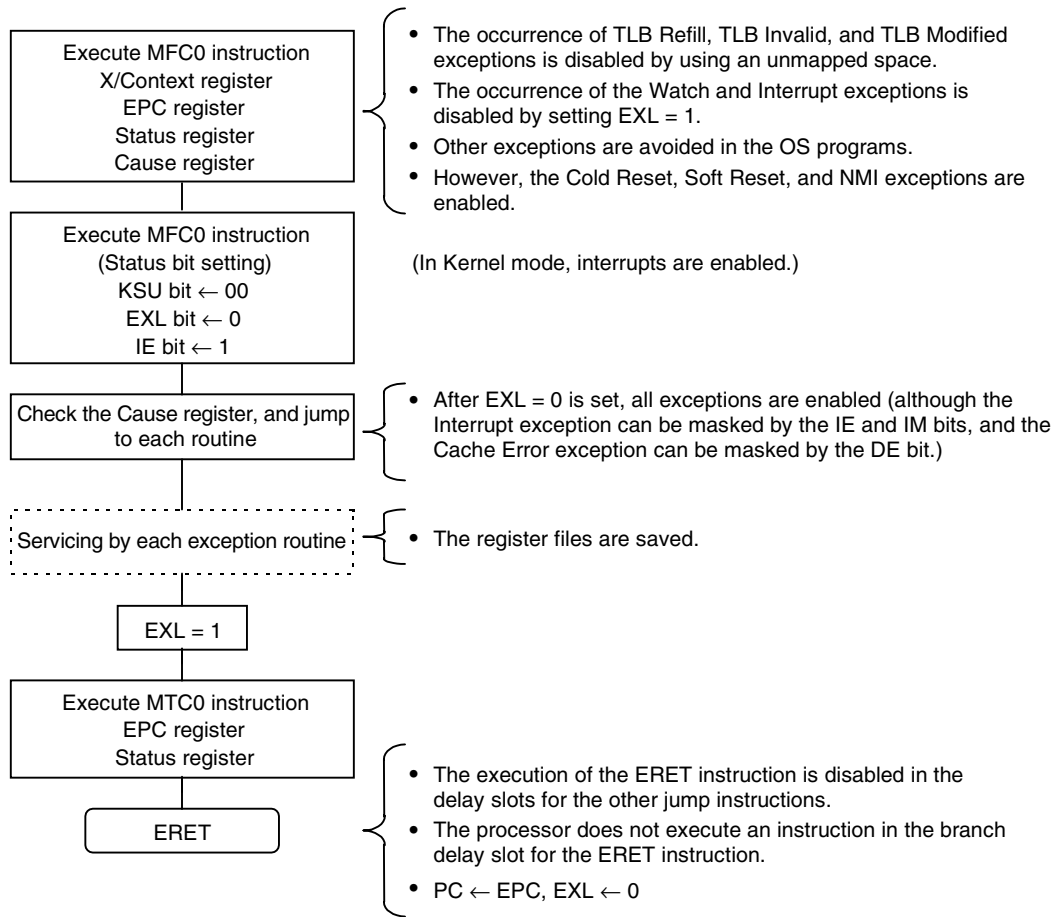 Execute MFC0 instruction
X/Context register
EPC register
Status register
Cause register
• The occurrence of TLB Refill, TLB Invalid, and TLB Modified
exceptions is disabled by using an unmapped space.
• The occurrence of the Watch and Interrupt exceptions is
disabled by setting EXL = 1.
• Other exceptions are avoided in the OS programs.
• However, the Cold Reset, Soft Reset, and NMI exceptions are
enabled.
Execute MFC0 instruction
(Status bit setting)
KSU bit ← 00
EXL bit ← 0
IE bit ← 1
(In Kernel mode, interrupts are enabled.)
Check the Cause register, and jump
to each routine
• After EXL = 0 is set, all exceptions are enabled (although the
Interrupt exception can be masked by the IE and IM bits, and the
Cache Error exception can be masked by the DE bit.)
Servicing by each exception routine
• The register files are saved.
EXL = 1
Execute MTC0 instruction
EPC register
Status register
ERET
• The execution of the ERET instruction is disabled in the
delay slots for the other jump instructions.
• The processor does not execute an instruction in the branch
delay slot for the ERET instruction.
• PC ← EPC, EXL ← 0